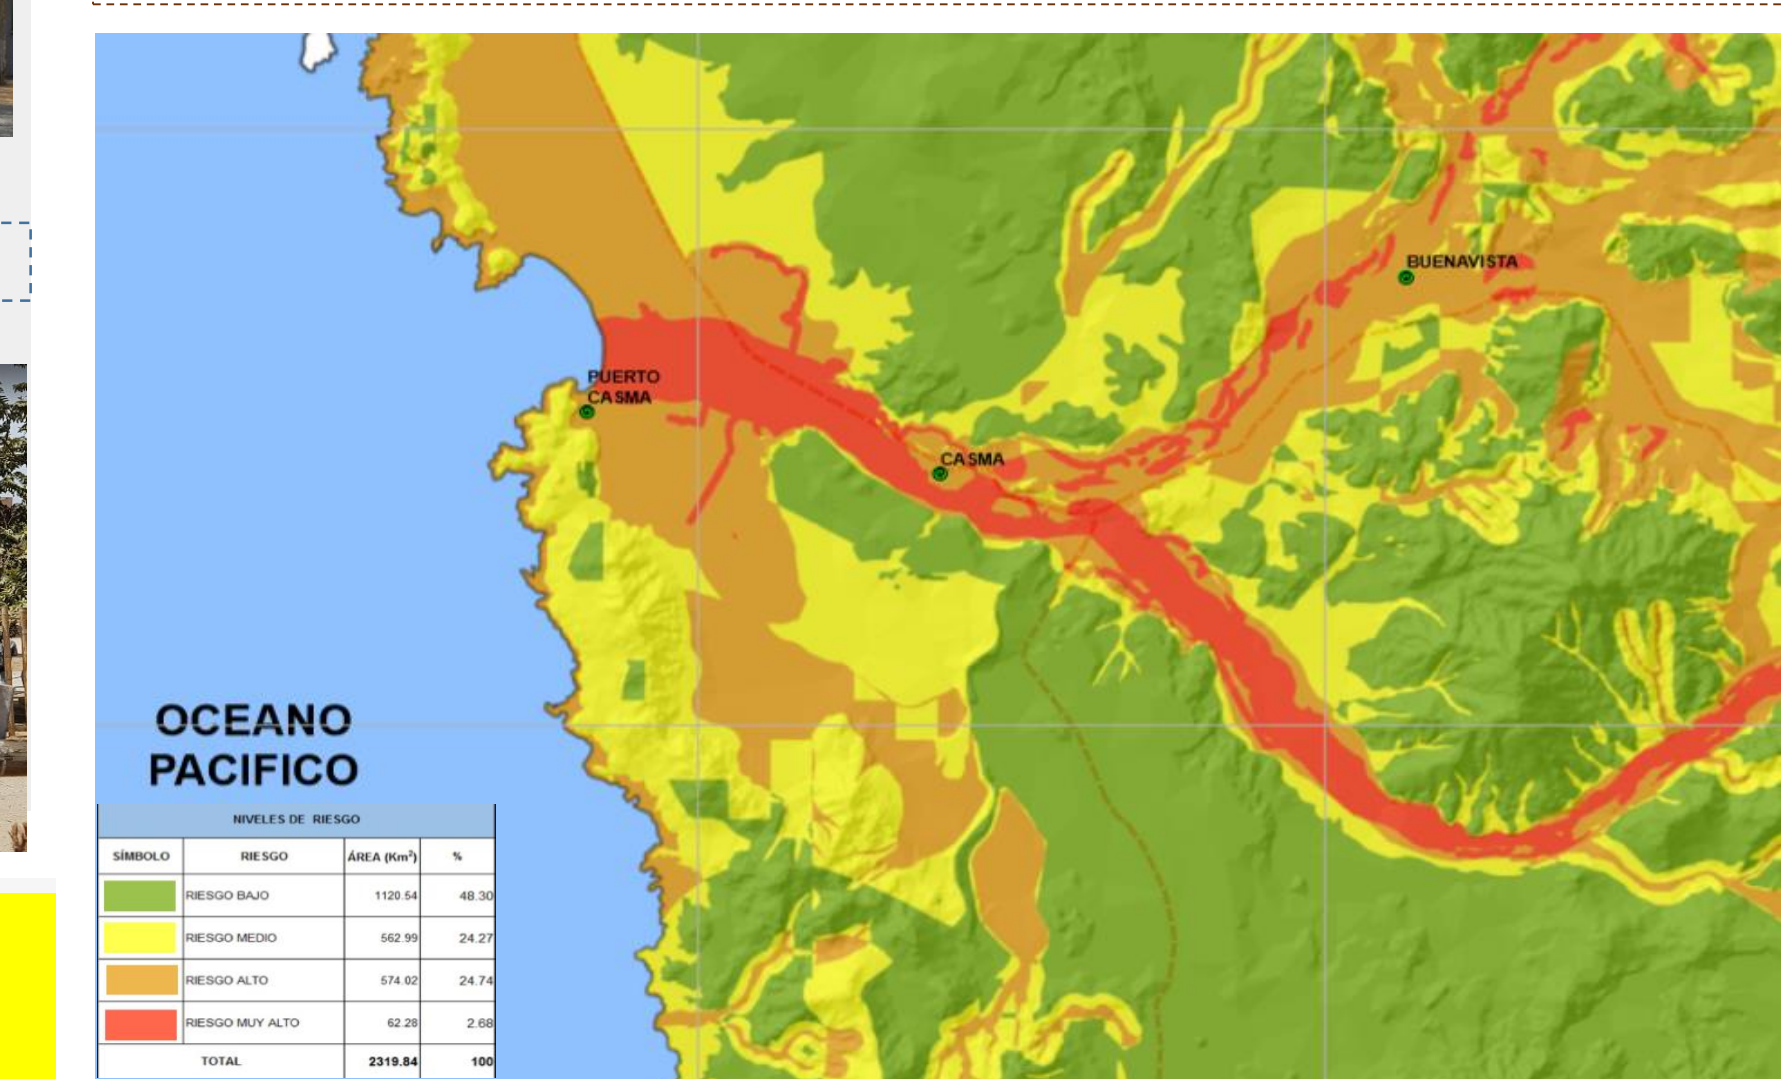 BUENAVISTA
PUERTO
CASMA
CASMA
OCEANO
PACIFICO
NIVELES DE RIESGO
SÍMBOLO RIESGO ÁREA (Km²) %
RIESGO BAJO 1120.54 48.30
RIESGO MEDIO 562.99 24.27
RIESGO ALTO 574.02 24.74
RIESGO MUY ALTO 62.28 2.68
TOTAL 2319.84 100